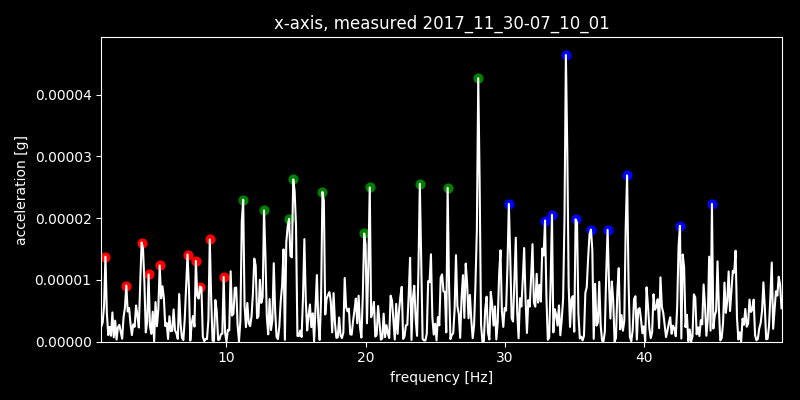 x-axis, measured 2017_11_30-07_10_01
acceleration [g]
0.00004
0.00003
0.00002
0.00001
0.00000
10 20 30 40
frequency [Hz]